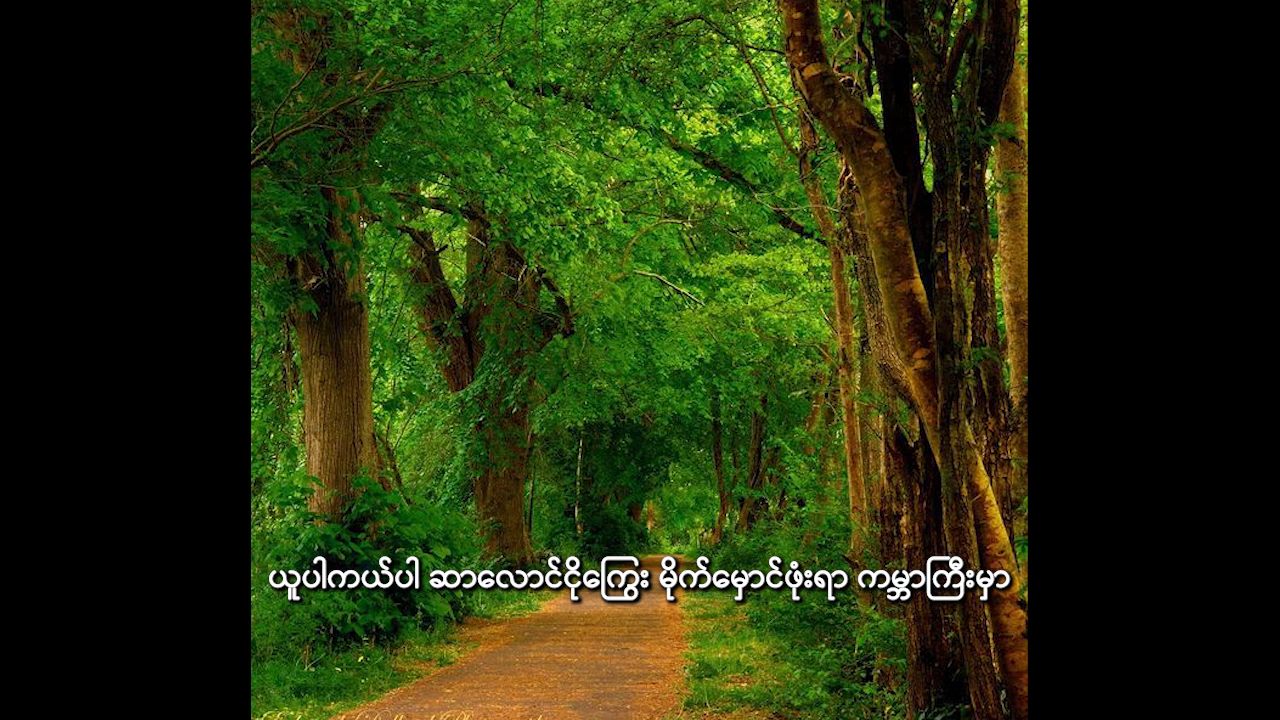 ယူပါကယ်ပါ ဆာလောင်ငိုကြွေး မိုက်မှောင်ဖုံးရာ ကမ္ဘာကြီးမှာ